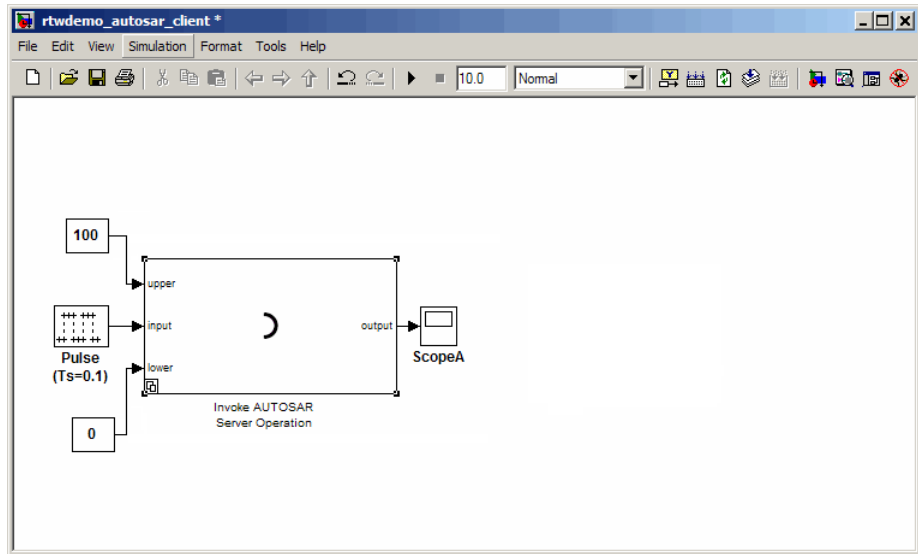 rtwdemo_autosar_client *
File Edit View Simulation Format Tools Help
10.0 Normal
100
upper
input output
Pulse
(Ts=0.1)
ScopeA
lower
Invoke AUTOSAR
Server Operation
0